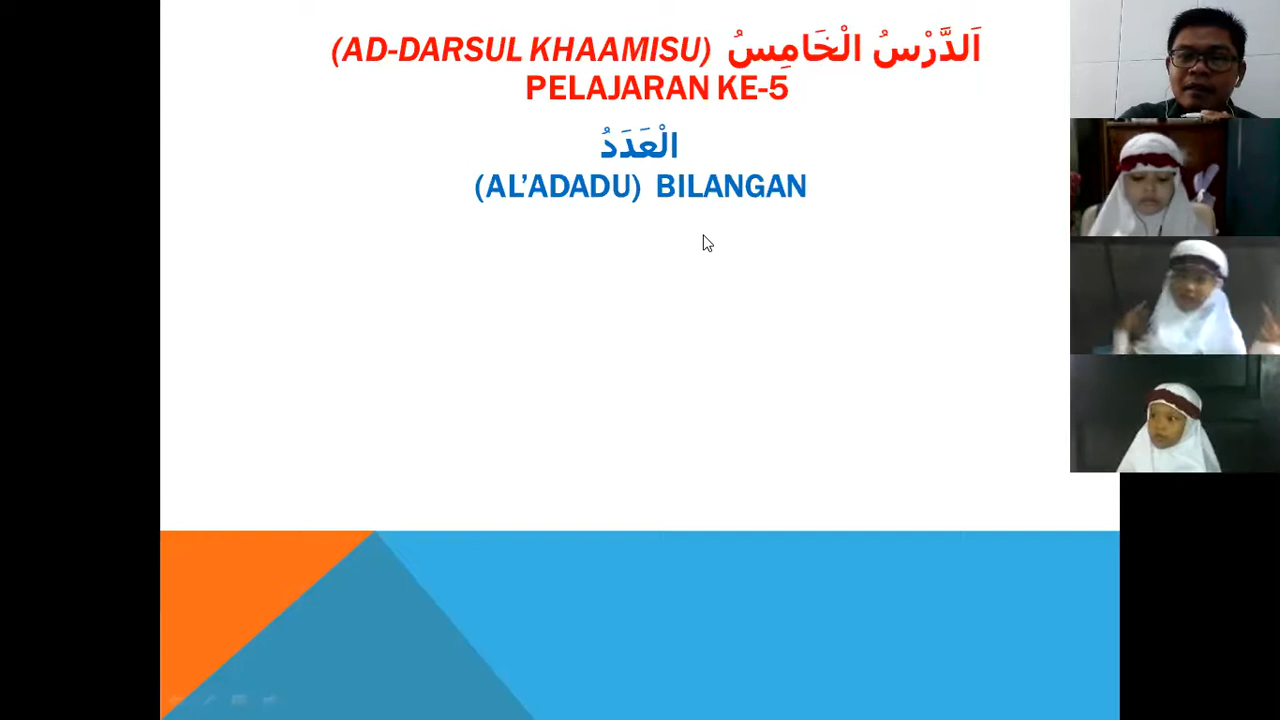 (AD-DARSUL KHAAMISU) اَلدَّرْسُ الْخَامِسُ
PELAJARAN KE-5
الْعَدَدُ
(AL’ADADU) BILANGAN